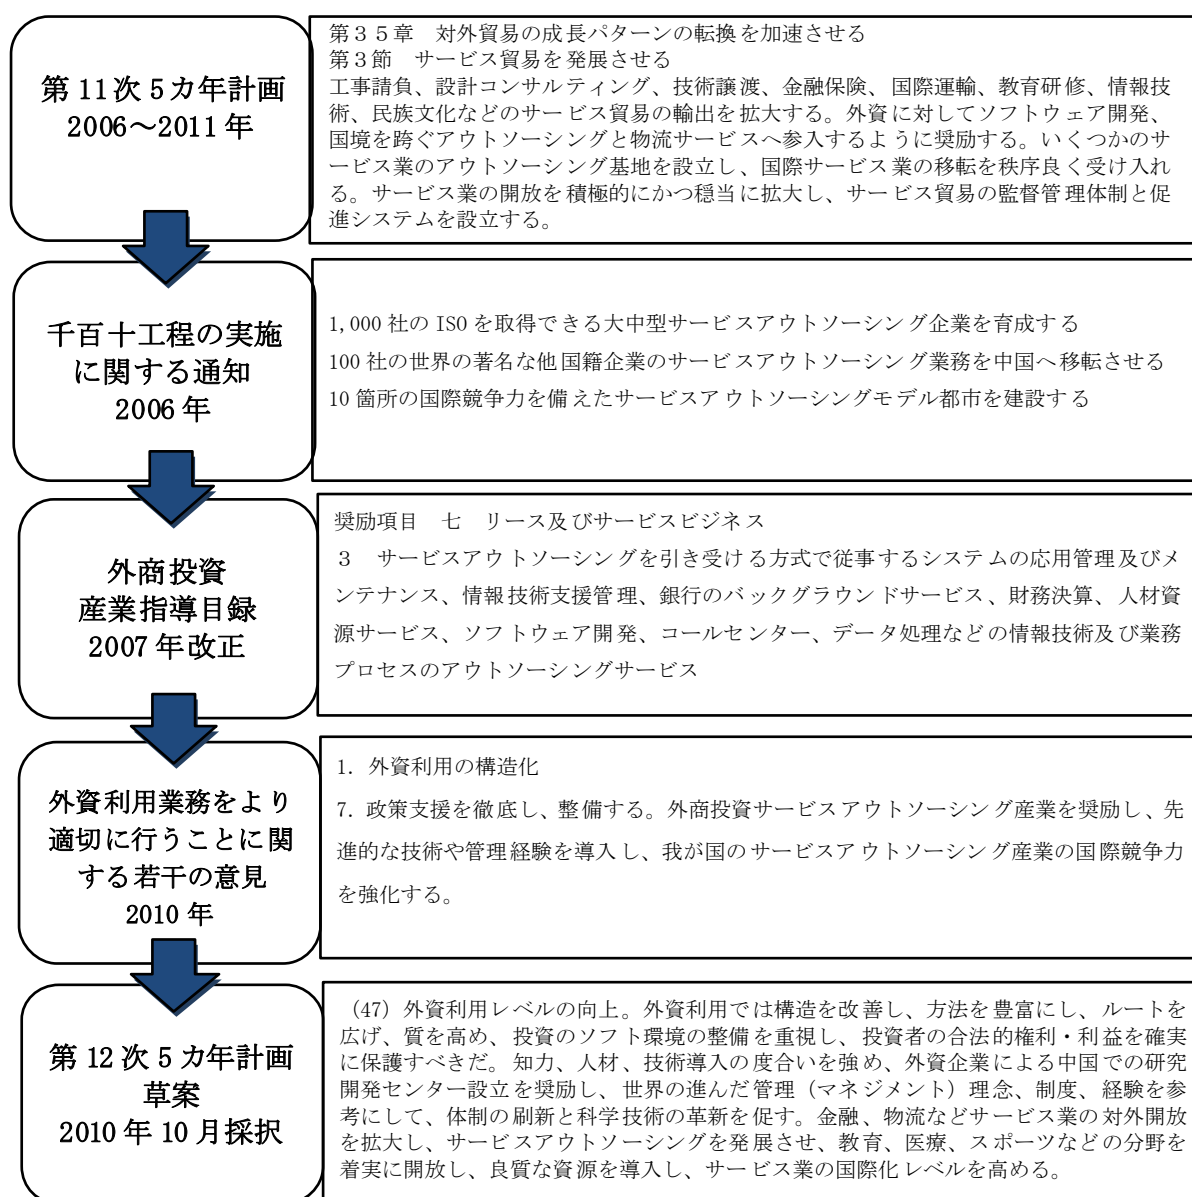 第 11 次 5 カ年計画
2006～2011 年
第３５章　対外貿易の成長パターンの転換を加速させる
第３節　サービス貿易を発展させる
工事請負、設計コンサルティング、技術譲渡、金融保険、国際運輸、教育研修、情報技
術、民族文化などのサービス貿易の輸出を拡大する。外資に対してソフトウェア開発、
国境を跨ぐアウトソーシングと物流サービスへ参入するように奨励する。いくつかのサ
ービス業のアウトソーシング基地を設立し、国際サービス業の移転を秩序良く受け入れ
る。サービス業の開放を積極的にかつ穏当に拡大し、サービス貿易の監督管理体制と促
進システムを設立する。
千百十工程の実施
に関する通知
2006 年
1,000 社の ISO を取得できる大中型サービスアウトソーシング企業を育成する
100 社の世界の著名な他国籍企業のサービスアウトソーシング業務を中国へ移転させる
10 箇所の国際競争力を備えたサービスアウトソーシングモデル都市を建設する
外商投資
産業指導目録
2007 年改正
奨励項目　七　リース及びサービスビジネス
３　サービスアウトソーシングを引き受ける方式で従事するシステムの応用管理及びメ
ンテナンス、情報技術支援管理、銀行のバックグラウンドサービス、財務決算、人材資
源サービス、ソフトウェア開発、コールセンター、データ処理などの情報技術及び業務
プロセスのアウトソーシングサービス
外資利用業務をより
適切に行うことに関
する若干の意見
2010 年
1. 外資利用の構造化
7. 政策支援を徹底し、整備する。外商投資サービスアウトソーシング産業を奨励し、先
進的な技術や管理経験を導入し、我が国のサービスアウトソーシング産業の国際競争力
を強化する。
第 12 次 5 カ年計画
草案
2010 年 10 月採択
（47）外資利用レベルの向上。外資利用では構造を改善し、方法を豊富にし、ルートを
広げ、質を高め、投資のソフト環境の整備を重視し、投資者の合法的権利・利益を確実
に保護すべきだ。知力、人材、技術導入の度合いを強め、外資企業による中国での研究
開発センター設立を奨励し、世界の進んだ管理（マネジメント）理念、制度、経験を参
考にして、体制の刷新と科学技術の革新を促す。金融、物流などサービス業の対外開放
を拡大し、サービスアウトソーシングを発展させ、教育、医療、スポーツなどの分野を
着実に開放し、良質な資源を導入し、サービス業の国際化レベルを高める。